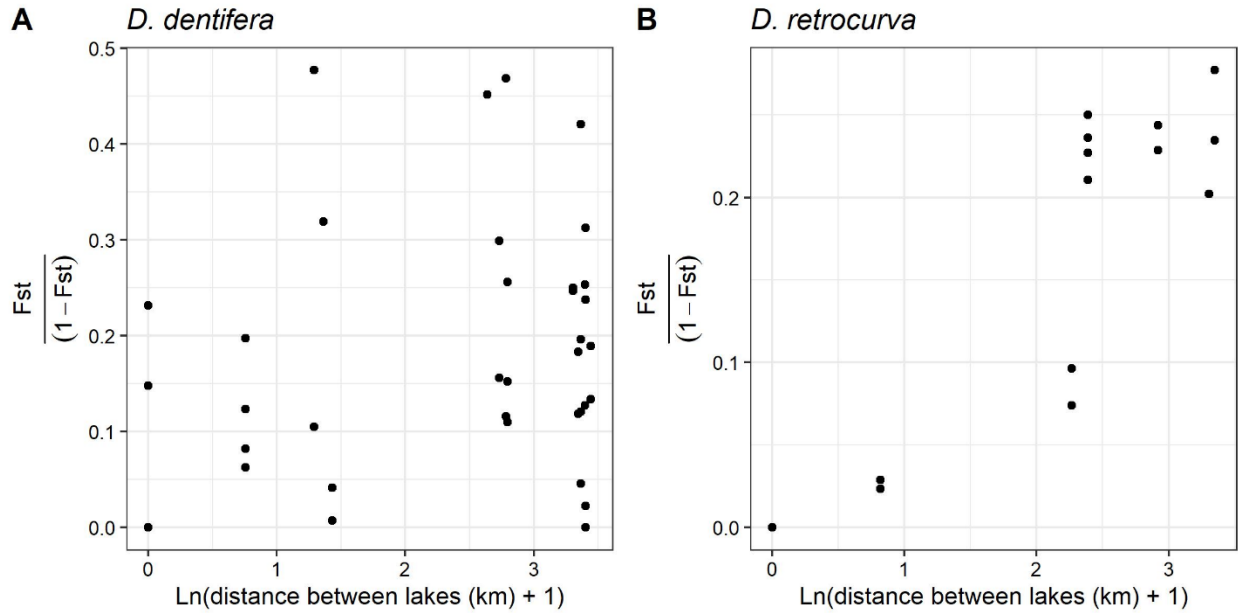 A D. dentifera
0.5
0.4
0.3
0.2
0.1
0.0
Fst
(1 − Fst)
0 1 2 3
Ln(distance between lakes (km) + 1)
B D. retrocurva
0.2
0.1
0.0
Fst
(1 − Fst)
0 1 2 3
Ln(distance between lakes (km) + 1)